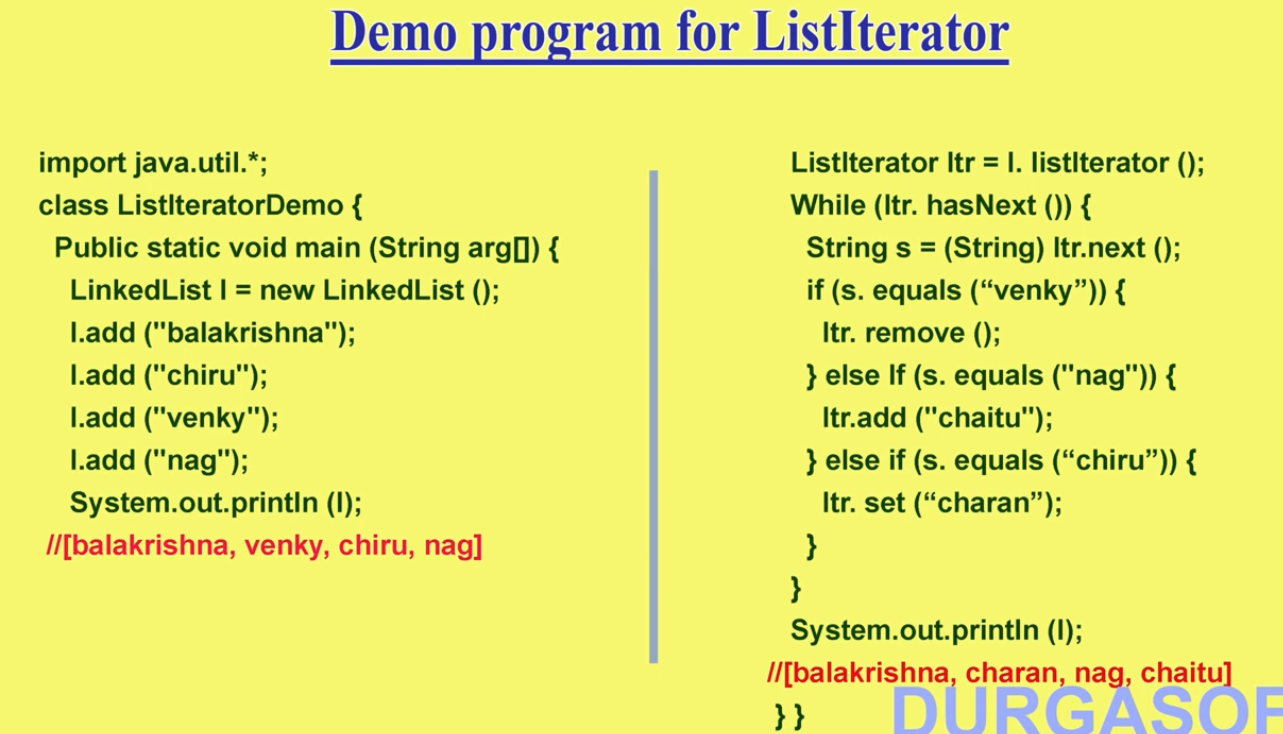 Demo program for ListIterator
import java.util.*;
class ListIteratorDemo {
Public static void main (String arg[]) {
LinkedList l = new LinkedList ();
l.add ("balakrishna");
l.add ("chiru");
l.add ("venky");
l.add ("nag");
System.out.println (l);
//[balakrishna, venky, chiru, nag]
ListIterator ltr = l. listIterator ();
While (ltr. hasNext ()) {
String s = (String) ltr.next ();
if (s. equals (“venky”)) {
ltr. remove ();
} else If (s. equals ("nag")) {
ltr.add ("chaitu");
} else if (s. equals (“chiru”)) {
ltr. set (“charan”);
}
}
System.out.println (l);
//[balakrishna, charan, nag, chaitu]
} }